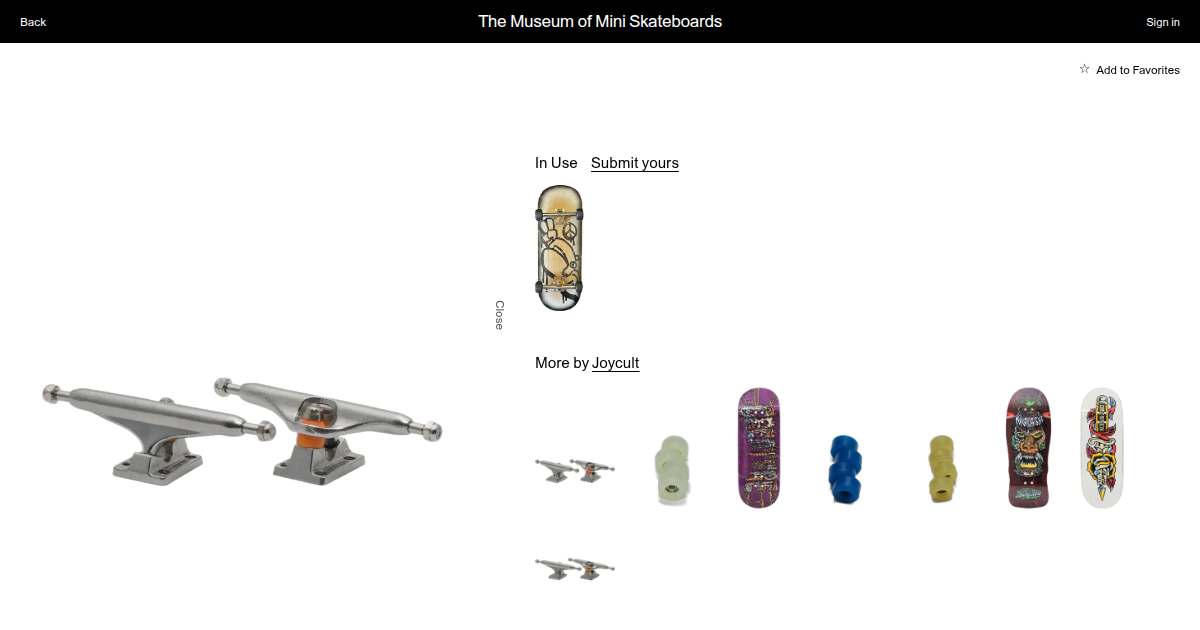 Back
The Museum of Mini Skateboards
Sign in
☆ Add to Favorites
In Use Submit yours
Close
More by Joycult